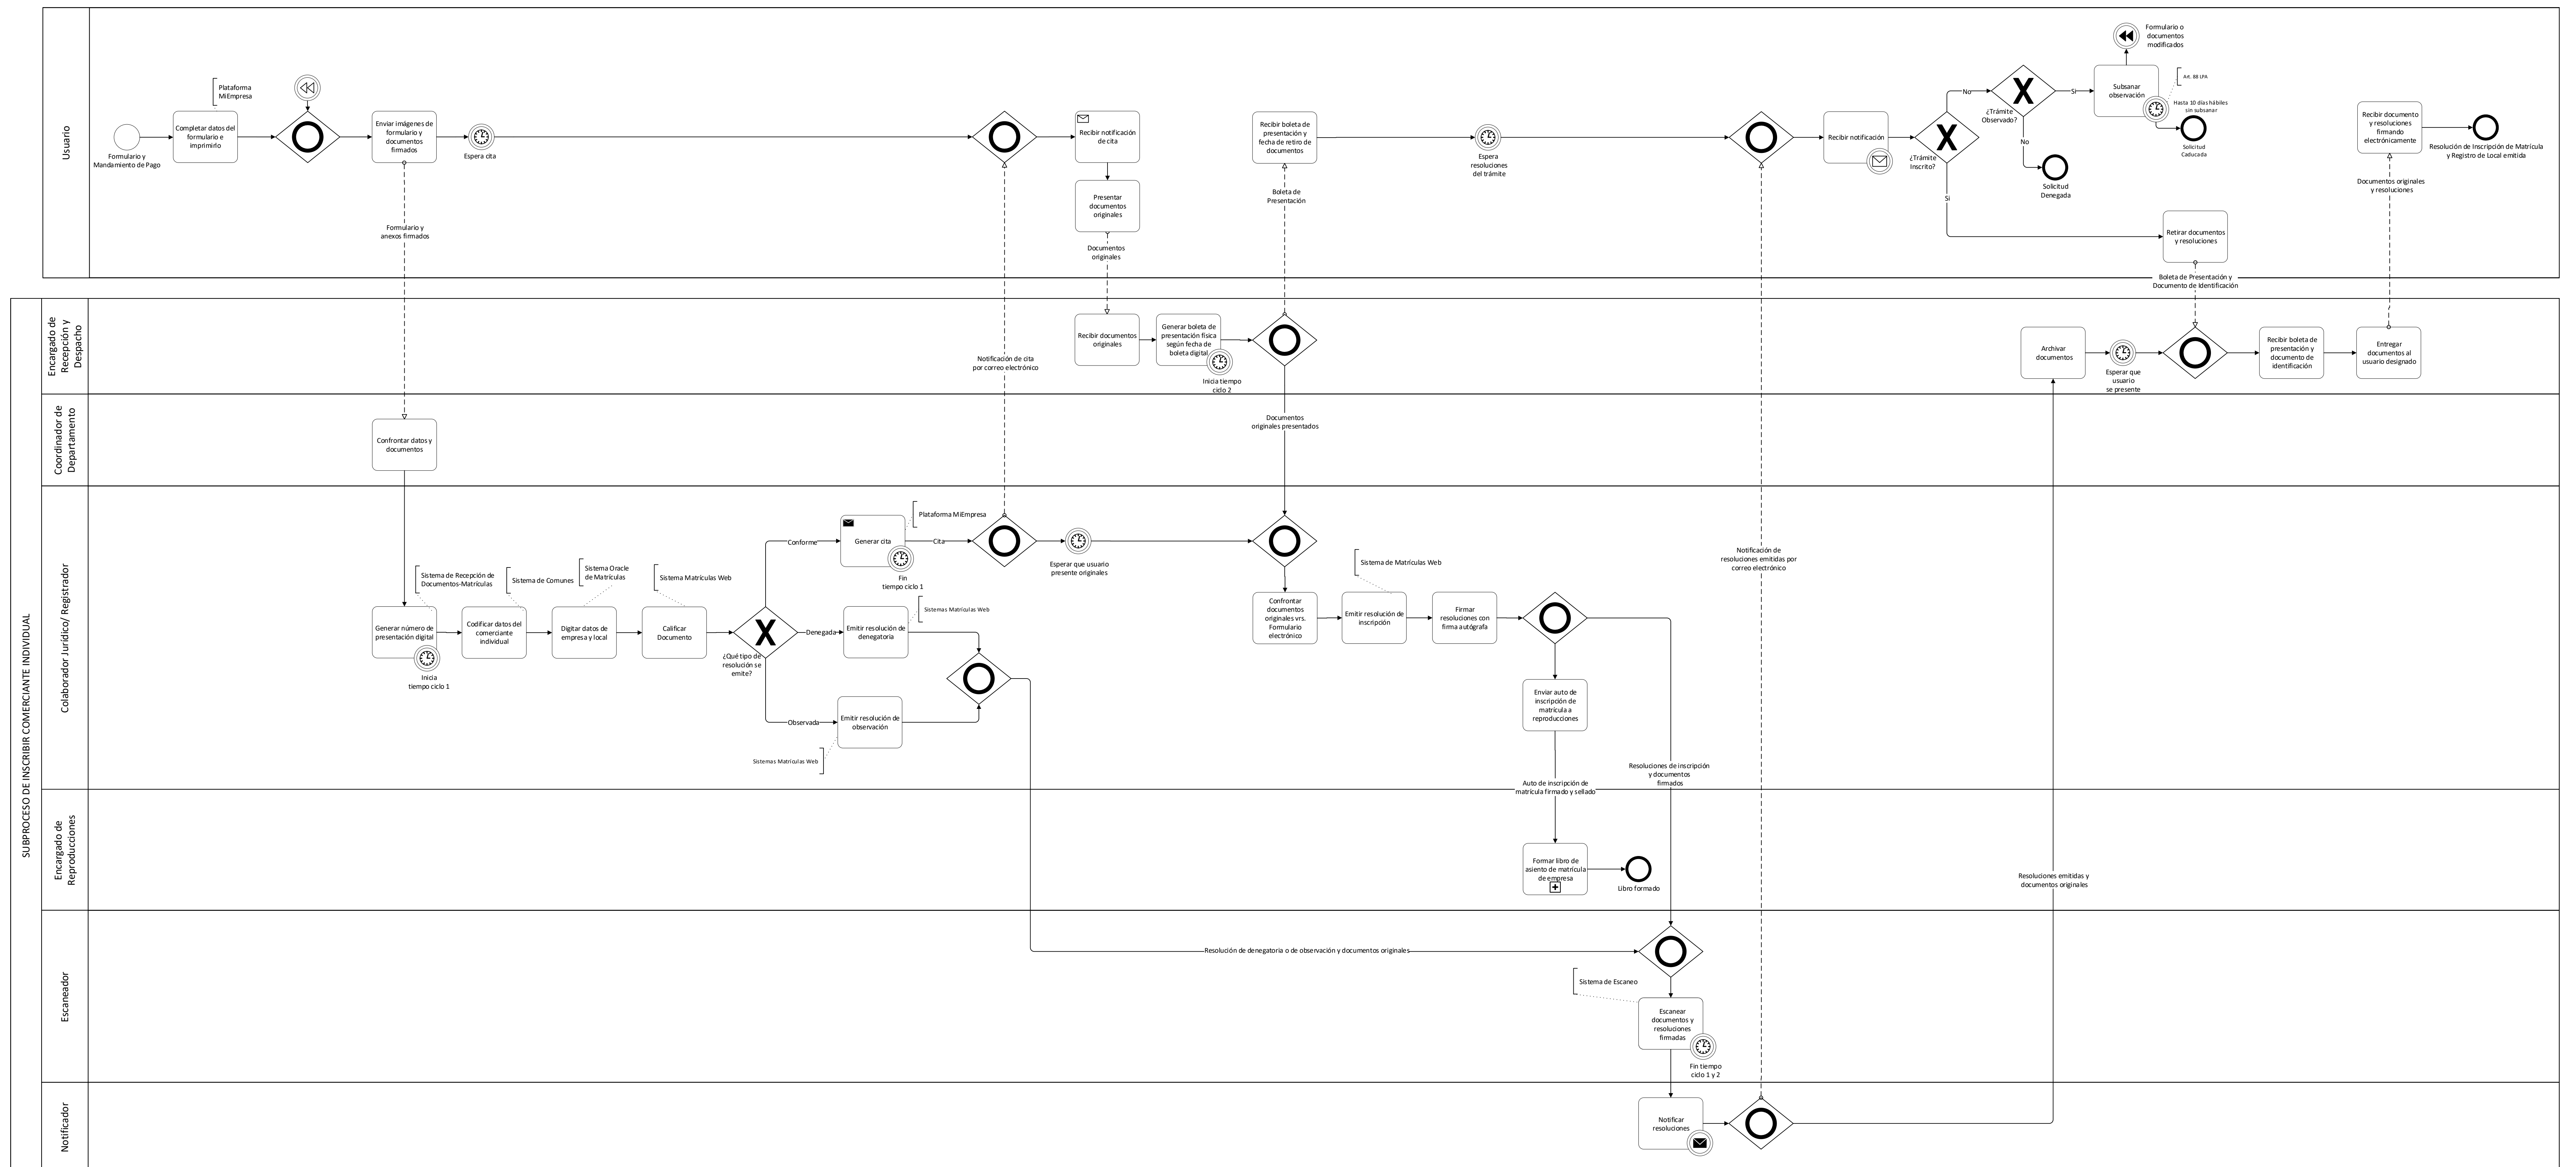 Usuario
Formulario y
Mandamiento de Pago
Completar datos del
formulario e
imprimirlo
Plataforma
MiEmpresa
Enviar imágenes de
formulario y
documentos
firmados
Espera cita
Formulario y
anexos firmados
Recibir notificación
de cita
Presentar
documentos
originales
Documentos
originales
Recibir boleta de
presentación y
fecha de retiro de
documentos
Boleta de
Presentación
Espera
resoluciones
del trámite
Recibir notificación
¿Trámite
Inscrito?
No
Si
¿Trámite
Observado?
Si
No
Solicitud
Denegada
Subsanar
observación
Formulario o
documentos
modificados
Art. 88 LPA
Hasta 10 días hábiles
sin subsanar
Solicitud
Caducada
Retirar documentos
y resoluciones
Boleta de Presentación y
Documento de Identificación
Recibir documento
y resoluciones
firmando
electrónicamente
Resolución de Inscripción de Matrícula
y Registro de Local emitida
Documentos originales
y resoluciones
SUBPROCESO DE INSCRIBIR COMERCIANTE INDIVIDUAL
Encargado de
Recepción y
Despacho
Recibir documentos
originales
Generar boleta de
presentación física
según fecha de
boleta digital
Inicia tiempo
ciclo 2
Archivar
documentos
Esperar que
usuario
se presente
Recibir boleta de
presentación y
documento de
identificación
Entregar
documentos al
usuario designado
Notificación de cita
por correo electrónico
Coordinador de
Departamento
Confrontar datos y
documentos
Documentos
originales presentados
Colaborador Jurídico/ Registrador
Generar número de
presentación digital
Inicia
tiempo ciclo 1
Sistema de Recepción de
Documentos-Matrículas
Codificar datos del
comerciante
individual
Sistema de Comunes
Digitar datos de
empresa y local
Sistema Oracle
de Matrículas
Calificar
Documento
Sistema Matrículas Web
¿Qué tipo de
resolución se
emite?
Conforme
Denegada
Observada
Generar cita
Plataforma MiEmpresa
Fin
tiempo ciclo 1
Cita
Esperar que usuario
presente originales
Emitir resolución de
denegatoria
Sistemas Matrículas Web
Emitir resolución de
observación
Sistemas Matrículas Web
Confrontar
documentos
originales vrs.
Formulario
electrónico
Emitir resolución de
inscripción
Sistema de Matrículas Web
Firmar
resoluciones con
firma autógrafa
Enviar auto de
inscripción de
matrícula a
reproducciones
Auto de inscripción de
matrícula firmado y sellado
Resoluciones de inscripción
y documentos
firmados
Notificación de
resoluciones emitidas por
correo electrónico
Encargado de
Reproducciones
Formar libro de
asiento de matrícula
de empresa
Libro formado
Resoluciones emitidas y
documentos originales
Escaneador
Resolución de denegatoria o de observación y documentos originales
Sistema de Escaneo
Escanear
documentos y
resoluciones
firmadas
Fin tiempo
ciclo 1 y 2
Notificador
Notificar
resoluciones